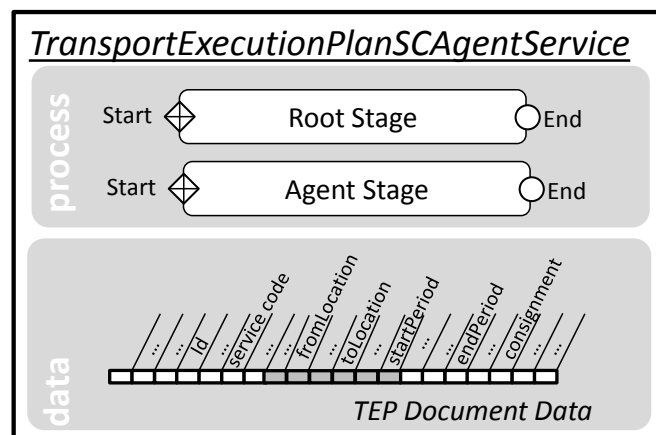 TransportExecutionPlanSCAgentService
process
Start Root Stage End
Start Agent Stage End
data
...
...
Id
...
service code
...
...
fromLocation
...
toLocation
...
startPeriod
...
...
endPeriod
...
consignment
...
...
TEP Document Data